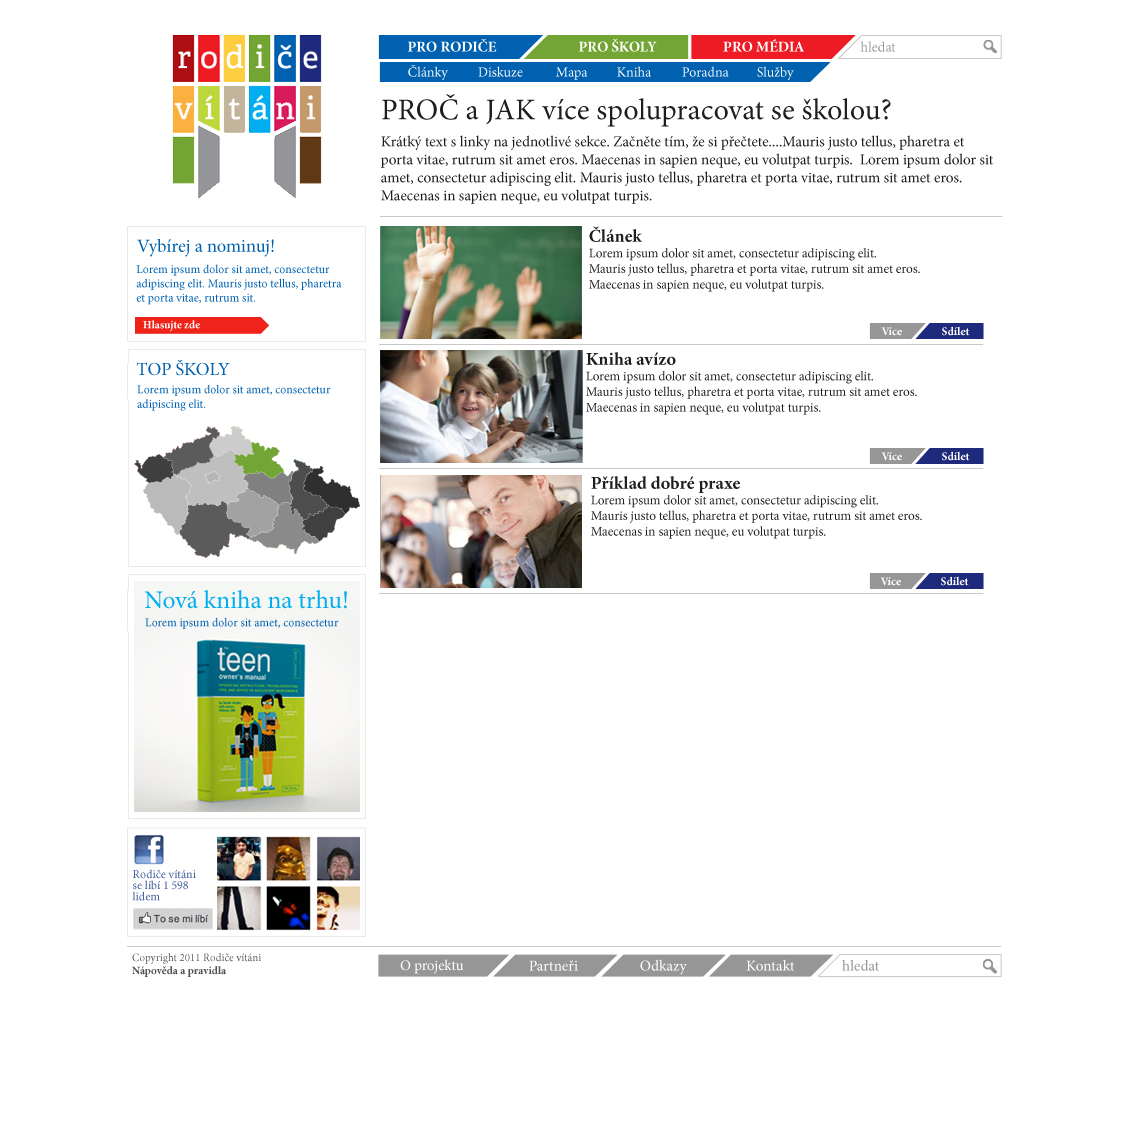 rodiče
vítáni
PRO RODIČE
PRO ŠKOLY
PRO MÉDIA
hledat
Články
Diskuze
Mapa
Kniha
Poradna
Služby
PROČ a JAK více spolupracovat se školou?
Krátký text s linky na jednotlivé sekce. Začněte tím, že si přečtete....Mauris justo tellus, pharetra et
porta vitae, rutrum sit amet eros. Maecenas in sapien neque, eu volutpat turpis. Lorem ipsum dolor sit
amet, consectetur adipiscing elit. Mauris justo tellus, pharetra et porta vitae, rutrum sit amet eros.
Maecenas in sapien neque, eu volutpat turpis.
Vybírej a nominuj!
Lorem ipsum dolor sit amet, consectetur
adipiscing elit. Mauris justo tellus, pharetra
et porta vitae, rutrum sit.
Hlasujte zde
TOP ŠKOLY
Lorem ipsum dolor sit amet, consectetur
adipiscing elit.
Nová kniha na trhu!
Lorem ipsum dolor sit amet, consectetur
teen
owner's manual
Rodiče vítáni
se líbí 1 598
lidem
To se mi líbí
Článek
Lorem ipsum dolor sit amet, consectetur adipiscing elit.
Mauris justo tellus, pharetra et porta vitae, rutrum sit amet eros.
Maecenas in sapien neque, eu volutpat turpis.
Více
Sdílet
Kniha avízo
Lorem ipsum dolor sit amet, consectetur adipiscing elit.
Mauris justo tellus, pharetra et porta vitae, rutrum sit amet eros.
Maecenas in sapien neque, eu volutpat turpis.
Více
Sdílet
Příklad dobré praxe
Lorem ipsum dolor sit amet, consectetur adipiscing elit.
Mauris justo tellus, pharetra et porta vitae, rutrum sit amet eros.
Maecenas in sapien neque, eu volutpat turpis.
Více
Sdílet
Copyright 2011 Rodiče vítáni
Nápověda a pravidla
O projektu
Partneři
Odkazy
Kontakt
hledat